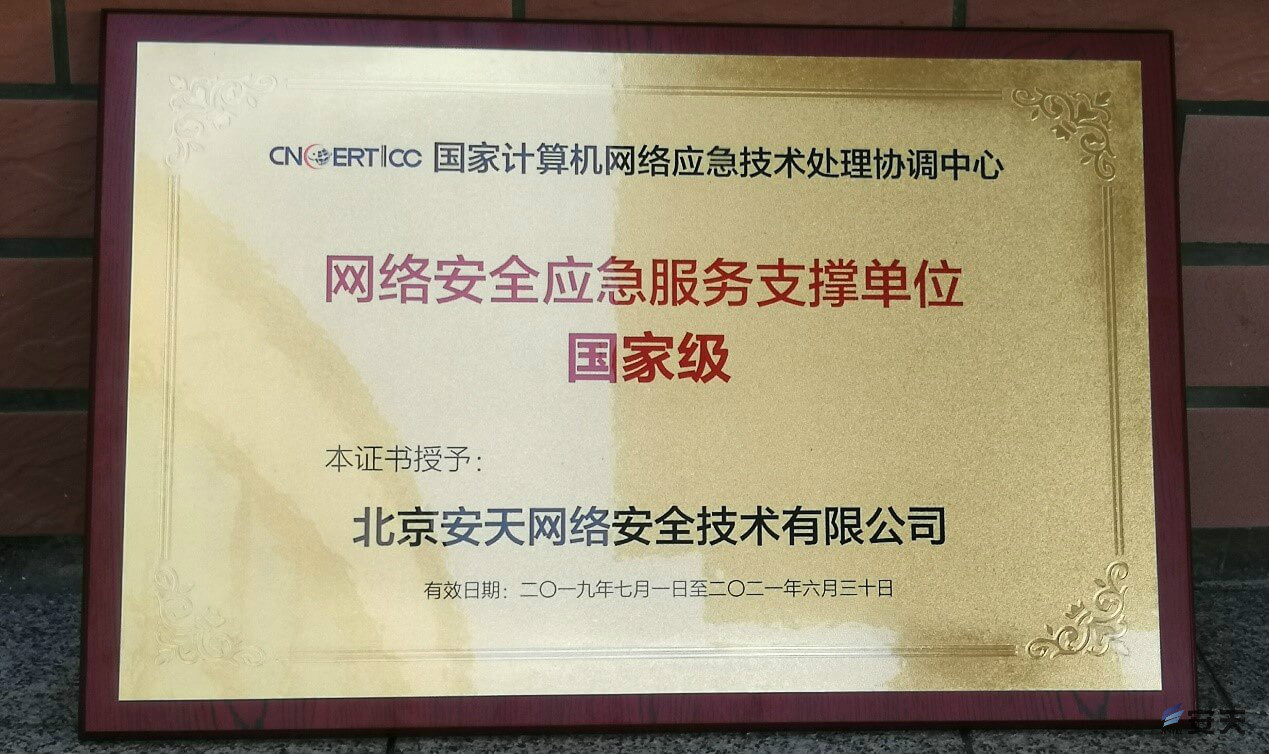 CNCERT/CC 国家计算机网络应急技术处理协调中心
网络安全应急服务支撑单位
国家级
本证书授予：
北京安天网络安全技术有限公司
有效日期：二〇一九年七月一日至二〇二一年六月三十日
安天